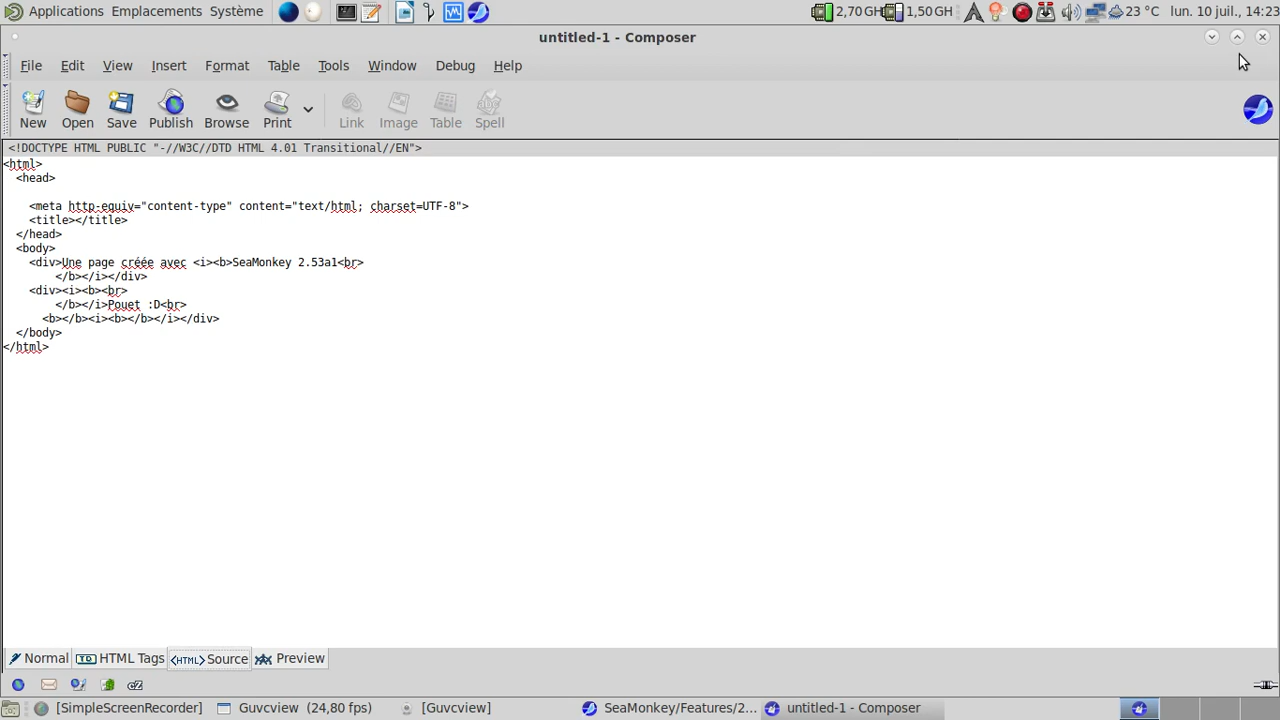 Applications Emplacements Système 2,70 GH 1,50 GH 23 °C lun. 10 juil., 14:23
untitled-1 - Composer
File Edit View Insert Format Table Tools Window Debug Help
New Open Save Publish Browse Print Link Image Table Spell
<!DOCTYPE HTML PUBLIC "-//W3C//DTD HTML 4.01 Transitional//EN">
<html>
<head>
<meta http-equiv="content-type" content="text/html; charset=UTF-8">
<title></title>
</head>
<body>
<div>Une page créée avec <i><b>SeaMonkey 2.53a1<br>
</b></i></div>
<div><i><b><br>
</b></i>Pouet :D<br>
<b></b><i><b></b></i></div>
</body>
</html>
Normal TD HTML Tags <HTML> Source Preview
cZ
[SimpleScreenRecorder] Guvcview (24,80 fps) [Guvcview] SeaMonkey/Features/2... untitled-1 - Composer